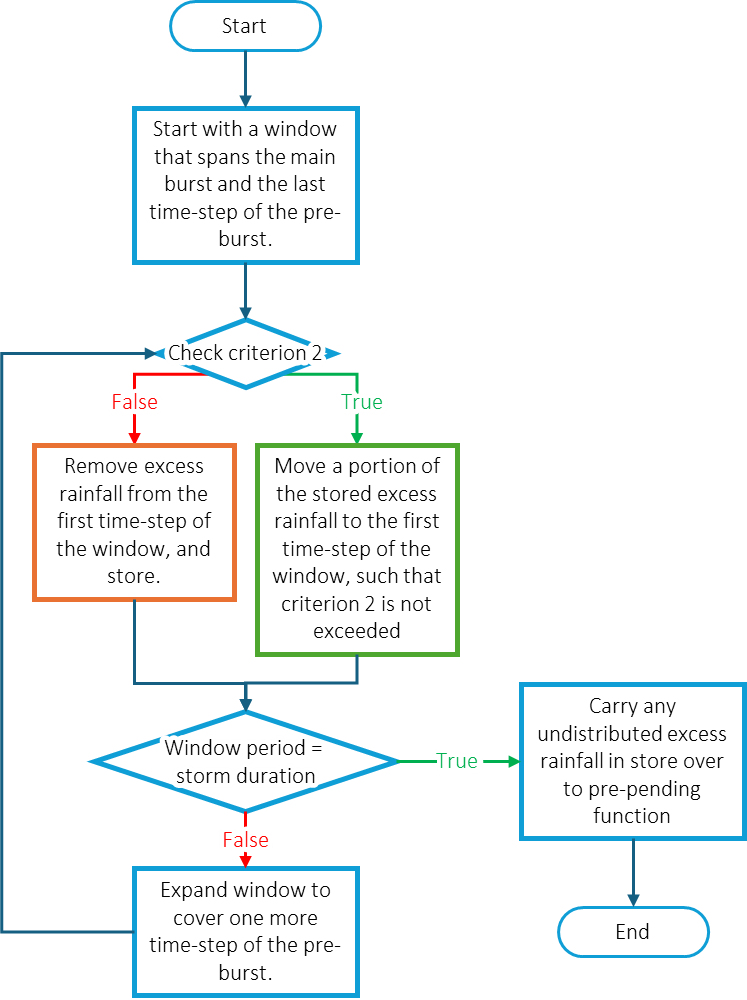 Start
Start with a window
that spans the main
burst and the last
time-step of the pre-
burst.
Check criterion 2
False
True
Remove excess
rainfall from the
first time-step of
the window, and
store.
Move a portion of
the stored excess
rainfall to the first
time-step of the
window, such that
criterion 2 is not
exceeded
Window period =
storm duration
True
Carry any
undistributed excess
rainfall in store over
to pre-pending
function
False
Expand window to
cover one more
time-step of the pre-
burst.
End